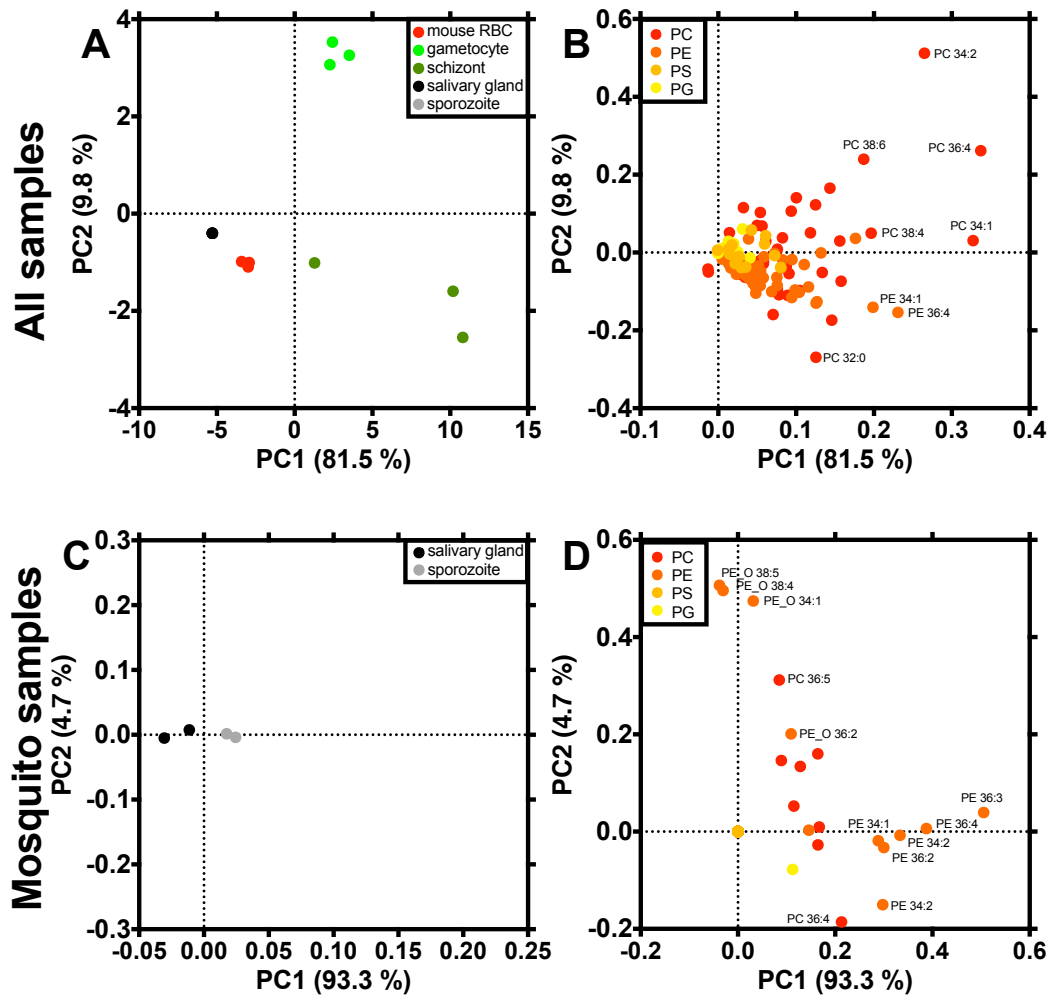 All samples
A
mouse RBC
gametocyte
schizont
salivary gland
sporozoite
4
2
0
-2
-4
PC2 (9.8 %)
-10
-5
0
5
10
15
PC1 (81.5 %)
B
PC
PE
PS
PG
PC 34:2
PC 38:6
PC 36:4
PC 38:4
PC 34:1
PE 34:1
PE 36:4
PC 32:0
0.6
0.4
0.2
0.0
-0.2
-0.4
PC2 (9.8 %)
-0.1
0.0
0.1
0.2
0.3
0.4
PC1 (81.5 %)
Mosquito samples
C
salivary gland
sporozoite
0.3
0.2
0.1
0.0
-0.1
-0.2
-0.3
PC2 (4.7 %)
-0.05
0.00
0.05
0.10
0.15
0.20
0.25
PC1 (93.3 %)
D
PC
PE
PS
PG
PE_O 38:5
PE_O 38:4
PE_O 34:1
PC 36:5
PE_O 36:2
PE 36:3
PE 34:1
PE 36:4
PE 34:2
PE 36:2
PE 34:2
PC 36:4
0.6
0.4
0.2
0.0
-0.2
PC2 (4.7 %)
-0.2
0.0
0.2
0.4
0.6
PC1 (93.3 %)